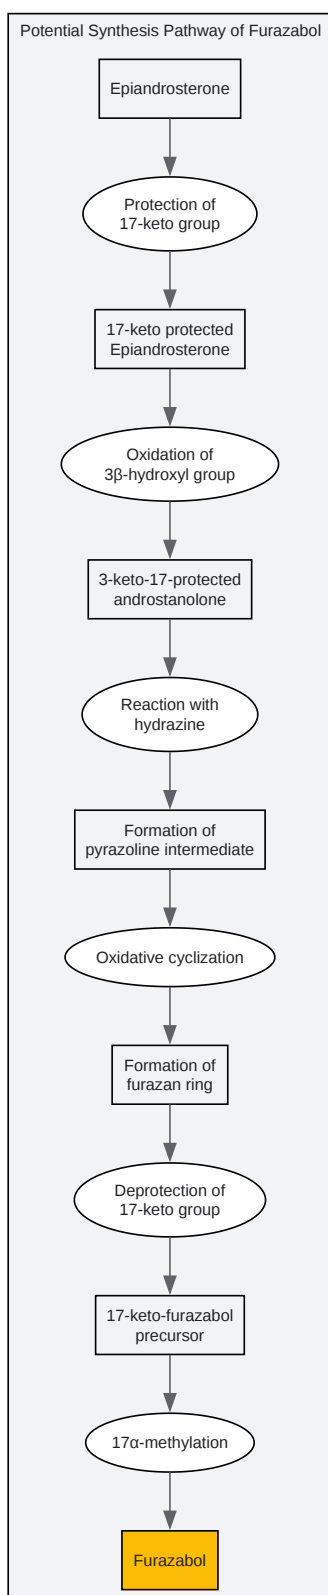 Potential Synthesis Pathway of Furazabol
Epiandrosterone
Protection of
17-keto group
17-keto protected
Epiandrosterone
Oxidation of
3β-hydroxyl group
3-keto-17-protected
androstanolone
Reaction with
hydrazine
Formation of
pyrazoline intermediate
Oxidative cyclization
Formation of
furazan ring
Deprotection of
17-keto group
17-keto-furazabol
precursor
17α-methylation
Furazabol